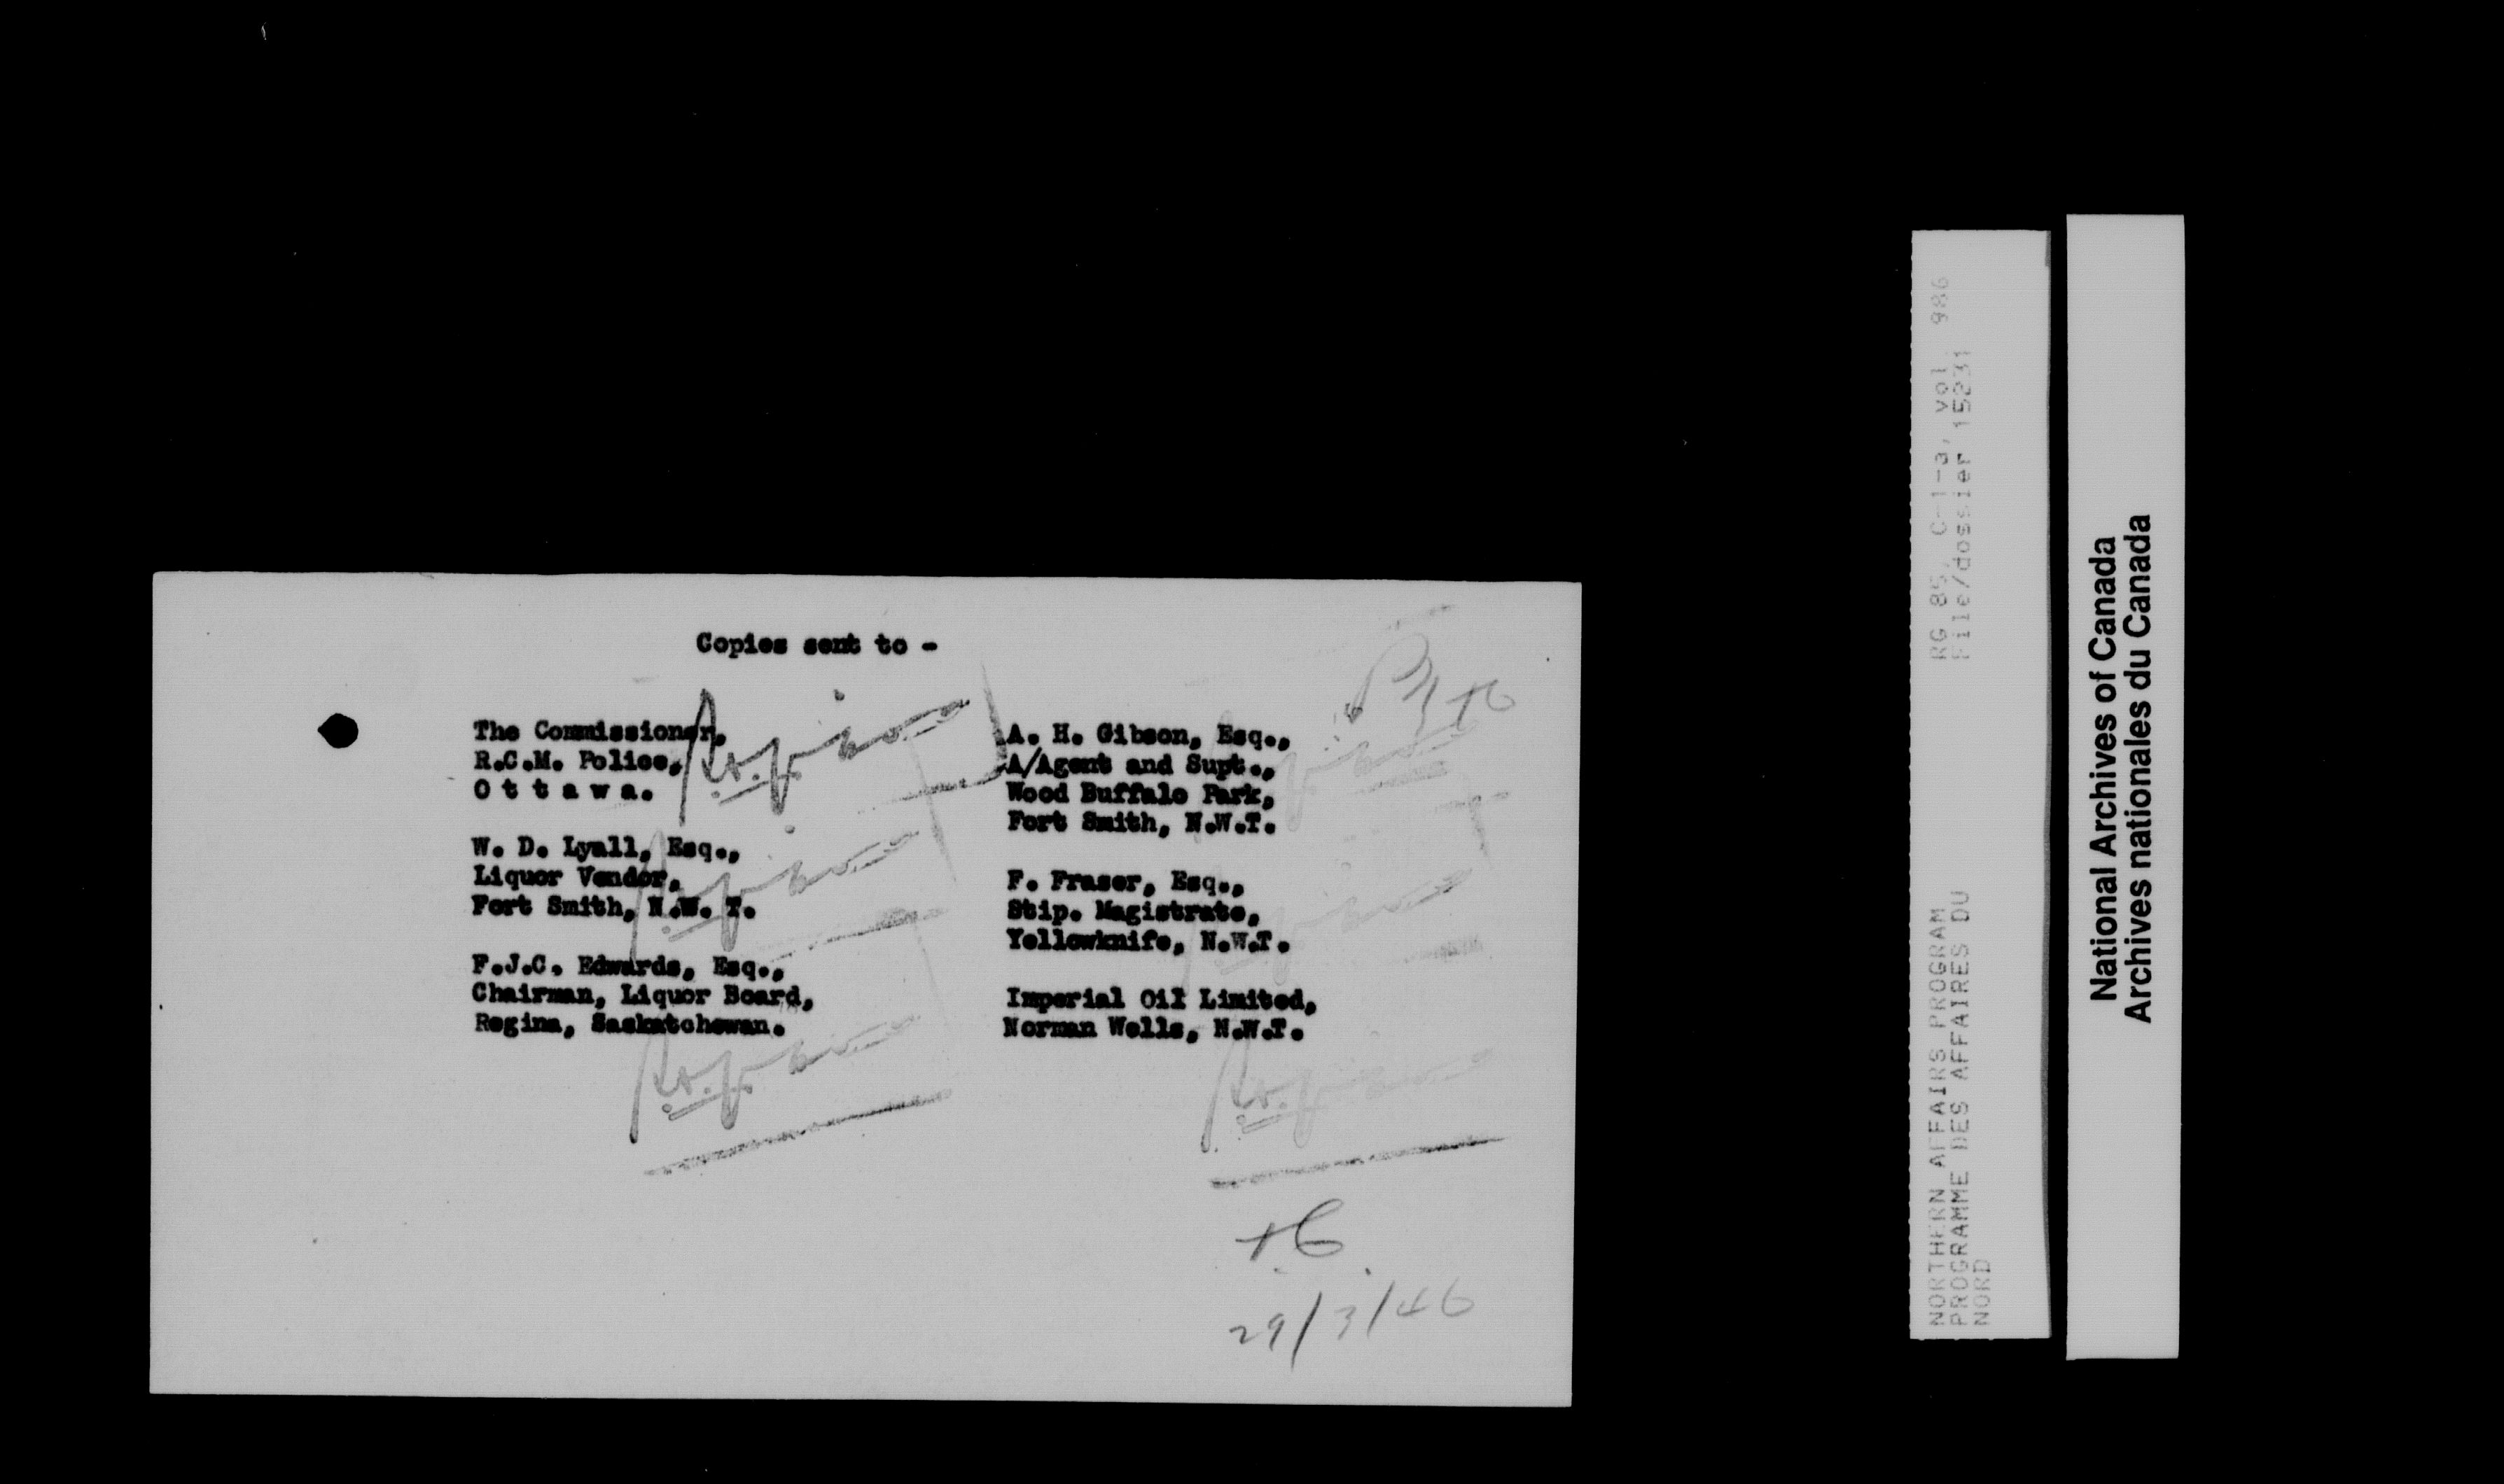 Copies sent to -
The Commissioner,
R.C.M. Police,
O t t a w a.
W. D. Lyall, Esq.,
Liquor Vendor,
Fort Smith, N.W. T.
F.J.C. Edwards, Esq.,
Chairman, Liquor Board,
Regina, Saskatchewan.
A. H. Gibson, Esq.,
A/Agent and Supt.,
Wood Buffalo Park,
Fort Smith, N.W.T.
F. Fraser, Esq.,
Stip. Magistrate,
Yellowknife, N.W.T.
Imperial Oil Limited,
Norman Wells, N.W.T.
29/3/46
RG 85, C-1-a, vol. 986
File/dossier 15231
NORTHERN AFFAIRS PROGRAM
PROGRAMME DES AFFAIRES DU
NORD
National Archives of Canada
Archives nationales du Canada